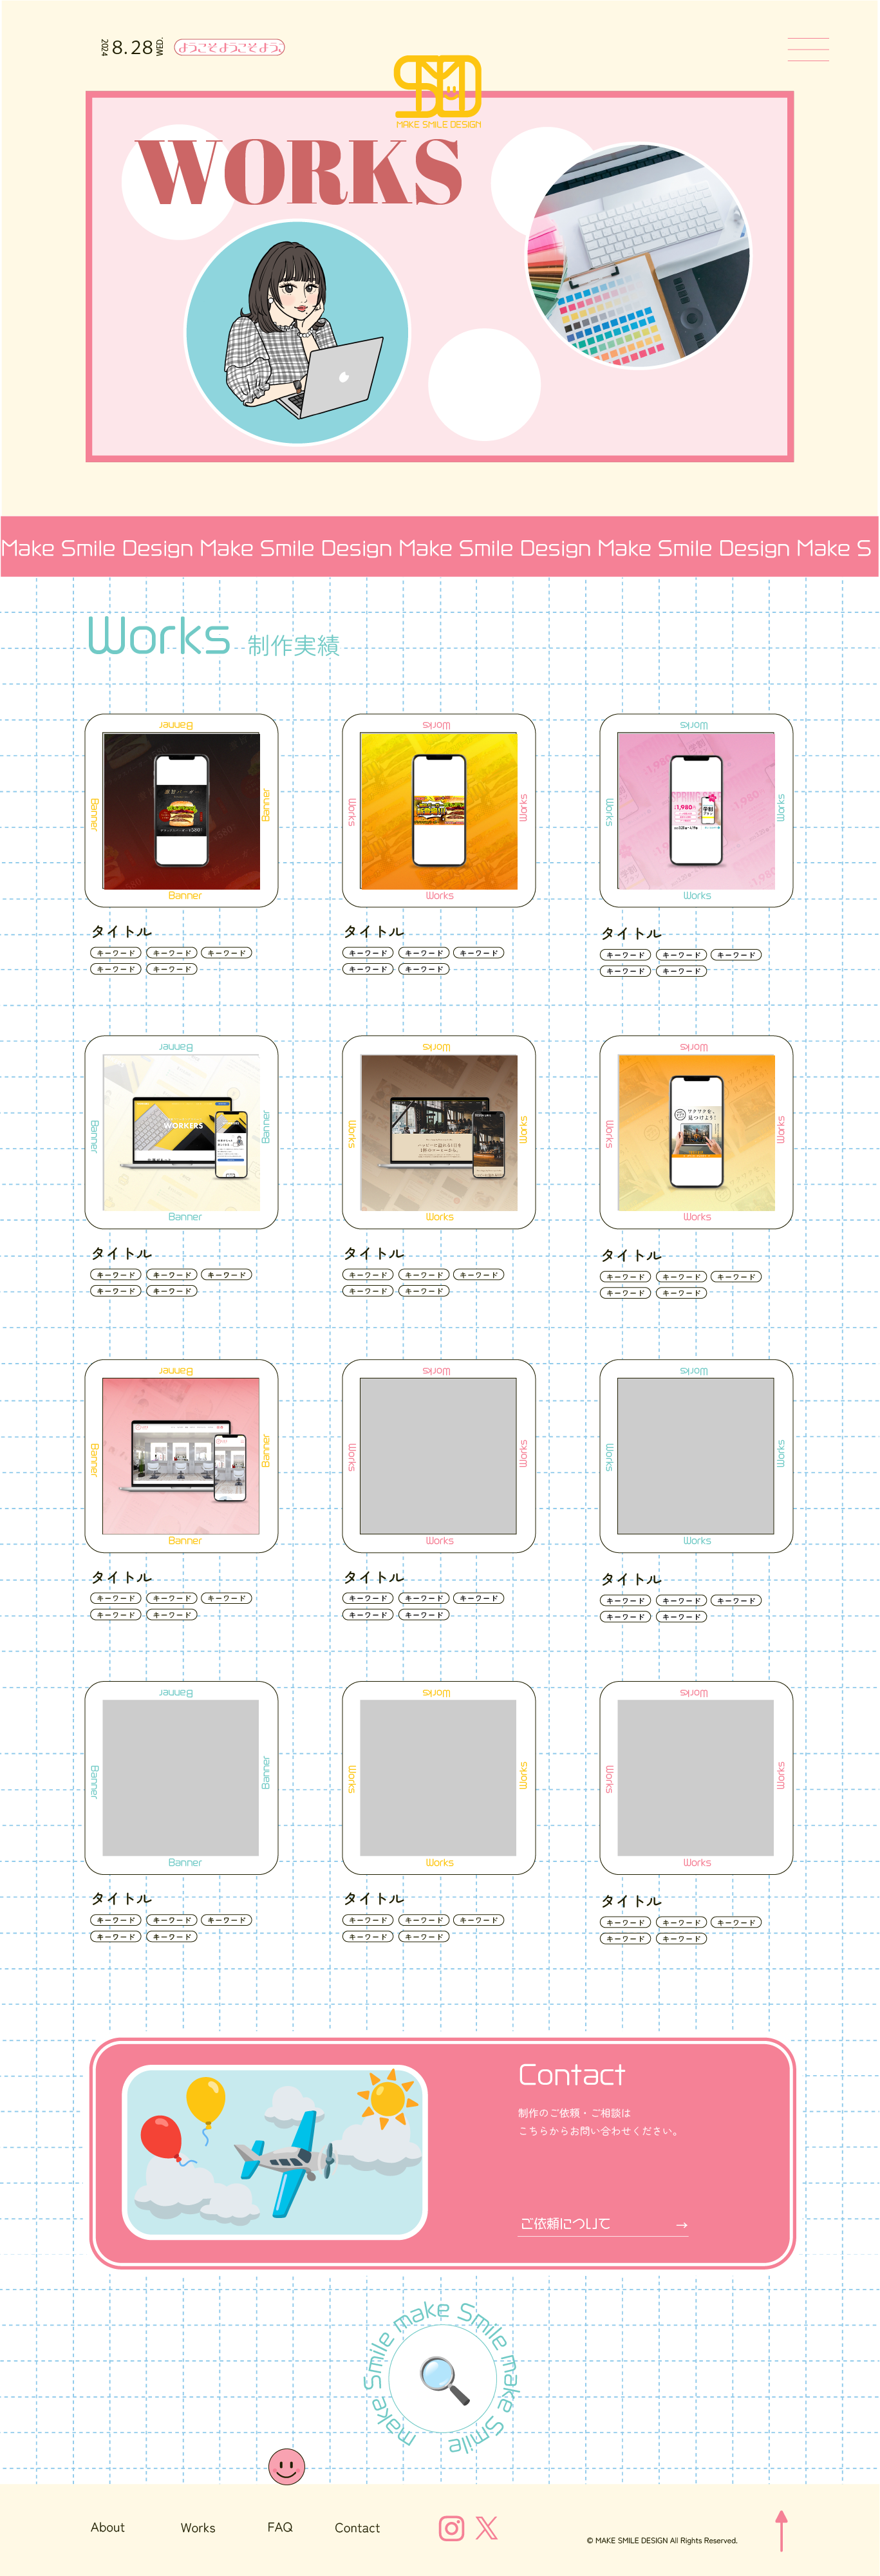 2024 8.28 WED.
ようこそようこそよう
MAKE SMILE DESIGN
WORKS
Make Smile Design Make Smile Design Make Smile Design Make Smile Design Make S
Works 制作実績
Banner Works Works
Banner Banner Works Works Works Works
¥1,980
学割
プラン
Banner Works Works
タイトル タイトル タイトル
キーワード キーワード キーワード キーワード キーワード キーワード キーワード キーワード キーワード
キーワード キーワード キーワード キーワード キーワード キーワード
Banner Works Works
Banner Banner Works Works Works Works
WORKERS
ワクワクを、
見つけよう!
Banner Works Works
タイトル タイトル タイトル
キーワード キーワード キーワード キーワード キーワード キーワード キーワード キーワード キーワード
キーワード キーワード キーワード キーワード キーワード キーワード
Banner Works Works
Banner Banner Works Works Works Works
Banner Works Works
タイトル タイトル タイトル
キーワード キーワード キーワード キーワード キーワード キーワード キーワード キーワード キーワード
キーワード キーワード キーワード キーワード キーワード キーワード
Banner Works Works
Banner Banner Works Works Works Works
Banner Works Works
タイトル タイトル タイトル
キーワード キーワード キーワード キーワード キーワード キーワード キーワード キーワード キーワード
キーワード キーワード キーワード キーワード キーワード キーワード
Contact
制作のご依頼・ご相談は
こちらからお問い合わせください。
ご依頼について →
make Smile make Smile make Smile
About Works FAQ Contact
© MAKE SMILE DESIGN All Rights Reserved.